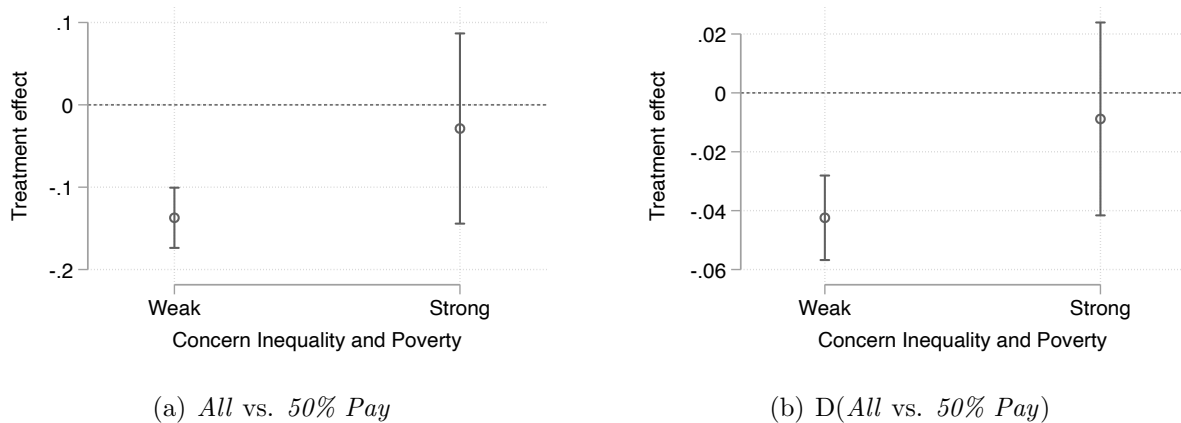 .1
0
-.1
-.2
Treatment effect
Weak
Strong
Concern Inequality and Poverty
(a) All vs. 50% Pay
.02
0
-.02
-.04
-.06
Treatment effect
Weak
Strong
Concern Inequality and Poverty
(b) D(All vs. 50% Pay)